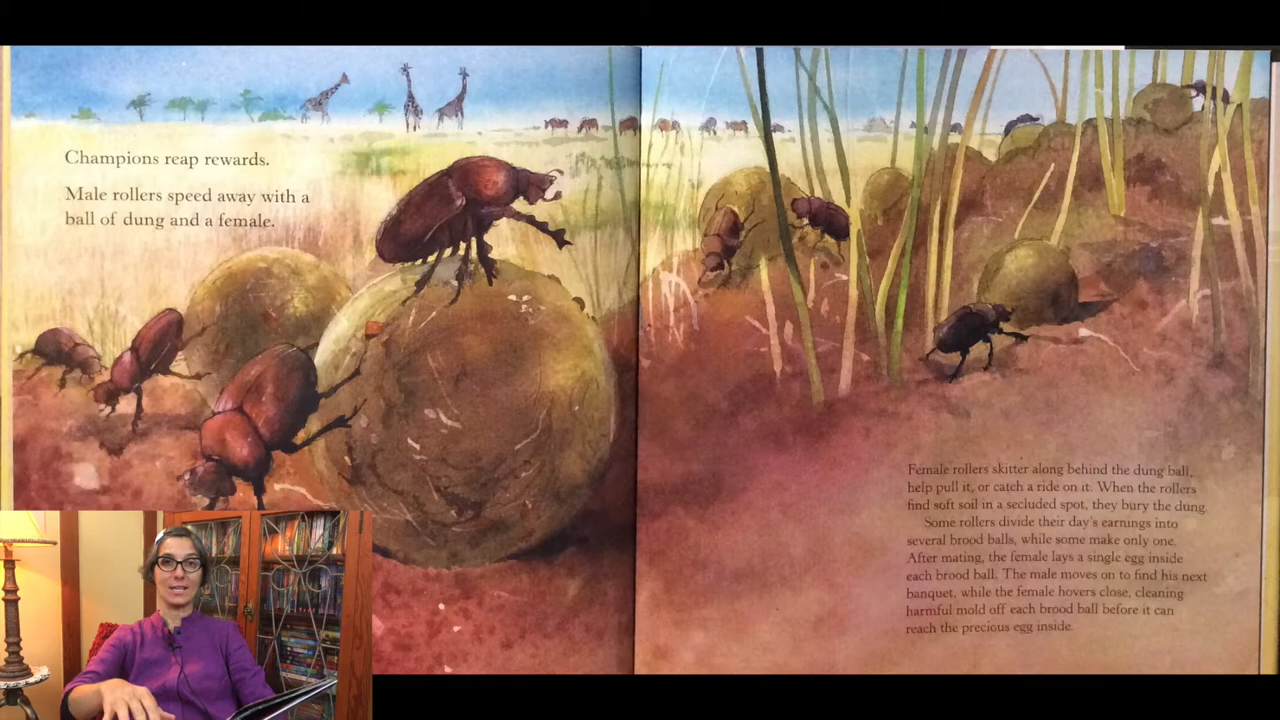 Champions reap rewards.
Male rollers speed away with a
ball of dung and a female.
Female rollers skitter along behind the dung ball,
help pull it, or catch a ride on it. When the rollers
find soft soil in a secluded spot, they bury the dung.
Some rollers divide their day's earnings into
several brood balls, while some make only one.
After mating, the female lays a single egg inside
each brood ball. The male moves on to find his next
banquet, while the female hovers close, cleaning
harmful mold off each brood ball before it can
reach the precious egg inside.